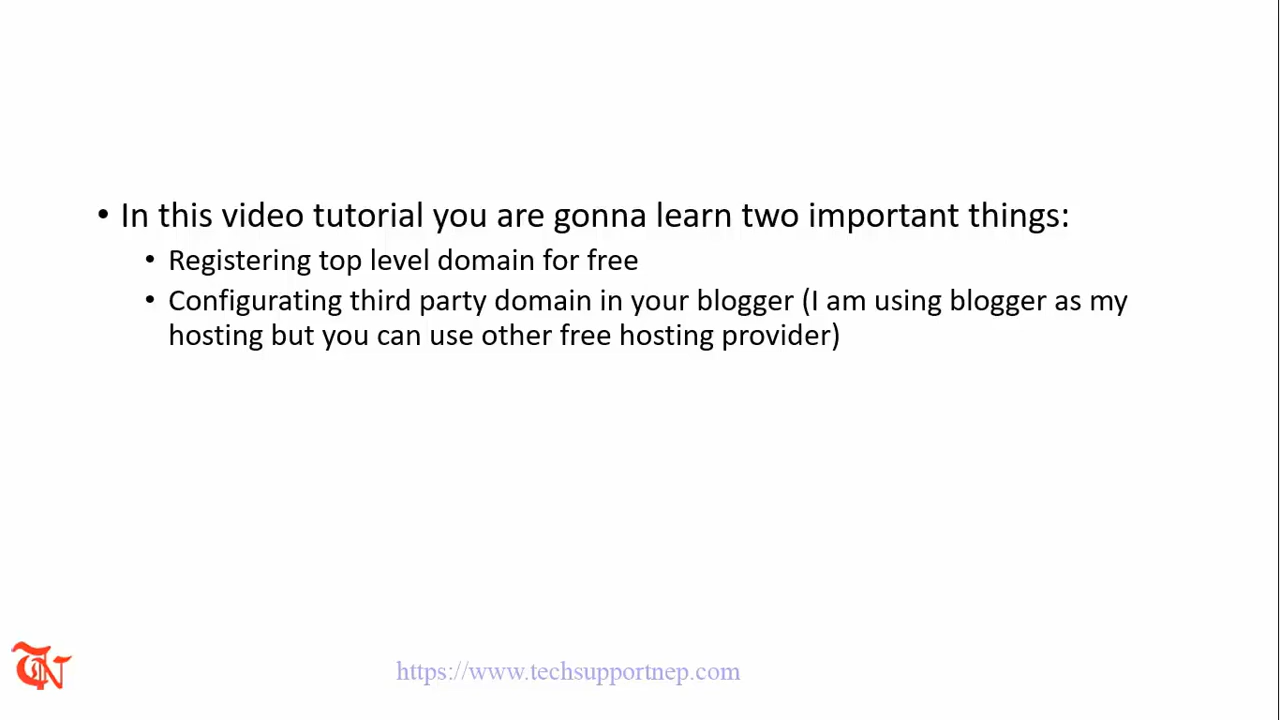 • In this video tutorial you are gonna learn two important things:
• Registering top level domain for free
• Configurating third party domain in your blogger (I am using blogger as my
hosting but you can use other free hosting provider)
TSN
https://www.techsupportnep.com